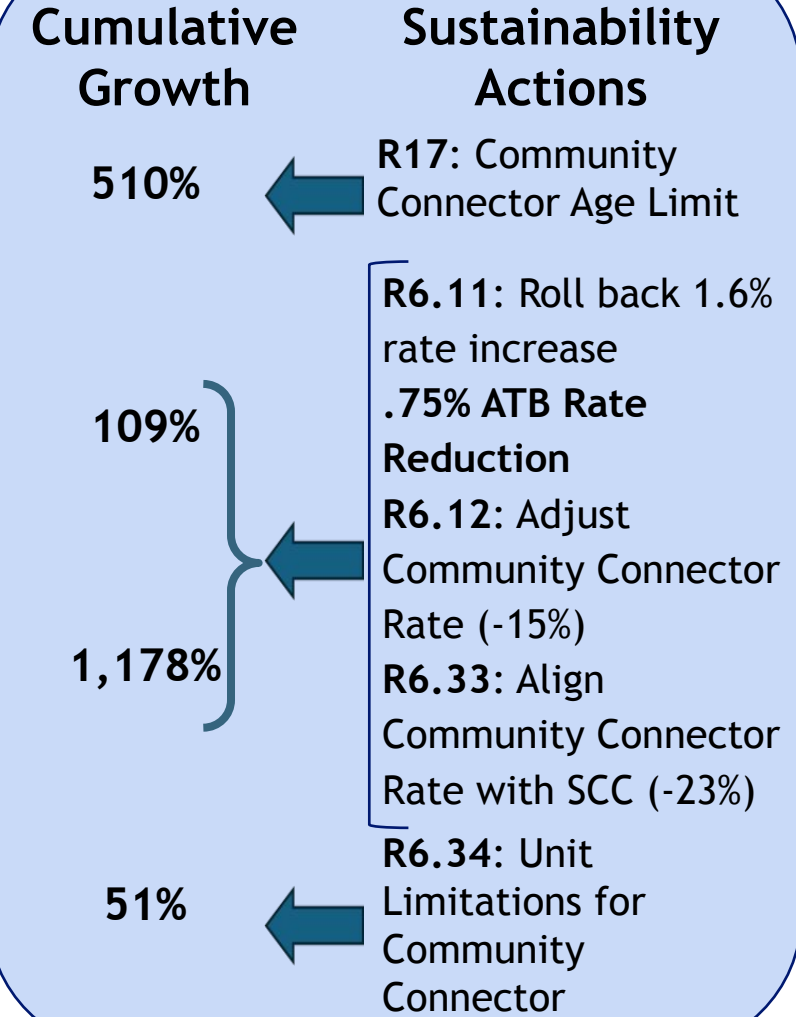 Cumulative
Growth
Sustainability
Actions
510%
R17: Community
Connector Age Limit
109%
1,178%
R6.11: Roll back 1.6%
rate increase
.75% ATB Rate
Reduction
R6.12: Adjust
Community Connector
Rate (-15%)
R6.33: Align
Community Connector
Rate with SCC (-23%)
51%
R6.34: Unit
Limitations for
Community
Connector